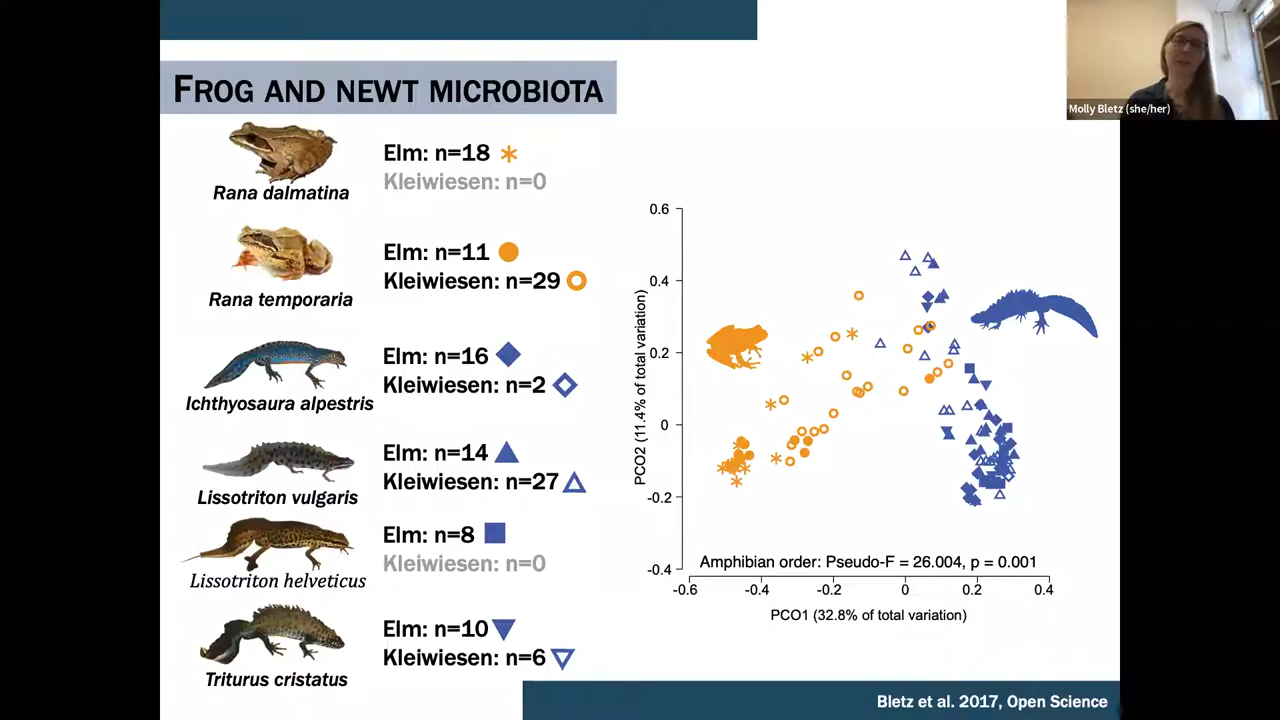 Molly Bletz (she/her)
FROG AND NEWT MICROBIOTA
Elm: n=18
Kleiwiesen: n=0
Rana dalmatina
Elm: n=11
Kleiwiesen: n=29
Rana temporaria
Elm: n=16
Kleiwiesen: n=2
Ichthyosaura alpestris
Elm: n=14
Kleiwiesen: n=27
Lissotriton vulgaris
Elm: n=8
Kleiwiesen: n=0
Lissotriton helveticus
Elm: n=10
Kleiwiesen: n=6
Triturus cristatus
PCO2 (11.4% of total variation)
0.6
0.4
0.2
0
-0.2
-0.4
Amphibian order: Pseudo-F = 26.004, p = 0.001
-0.6 -0.4 -0.2 0 0.2 0.4
PCO1 (32.8% of total variation)
Bletz et al. 2017, Open Science